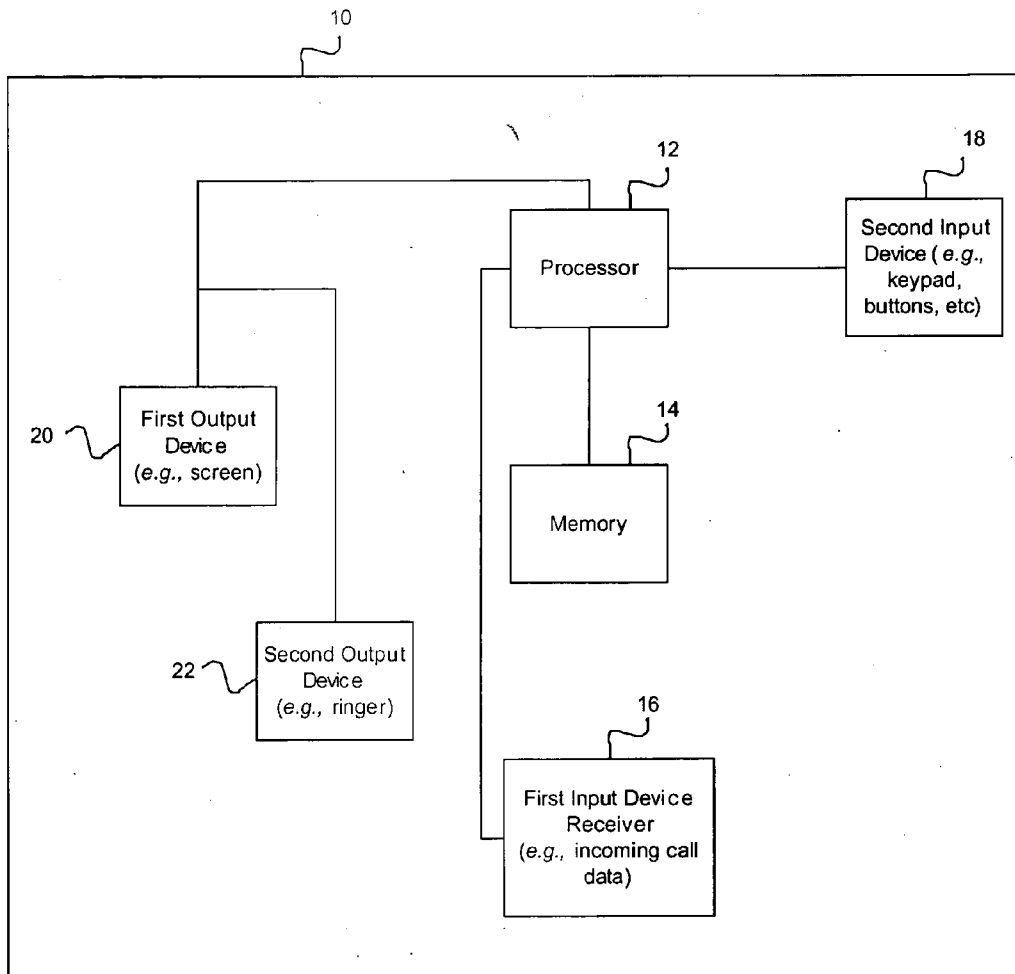 10
12
18
Processor
Second Input
Device (e.g.,
keypad,
buttons, etc)
20
First Output
Device
(e.g., screen)
14
Memory
22
Second Output
Device
(e.g., ringer)
16
First Input Device
Receiver
(e.g., incoming call
data)